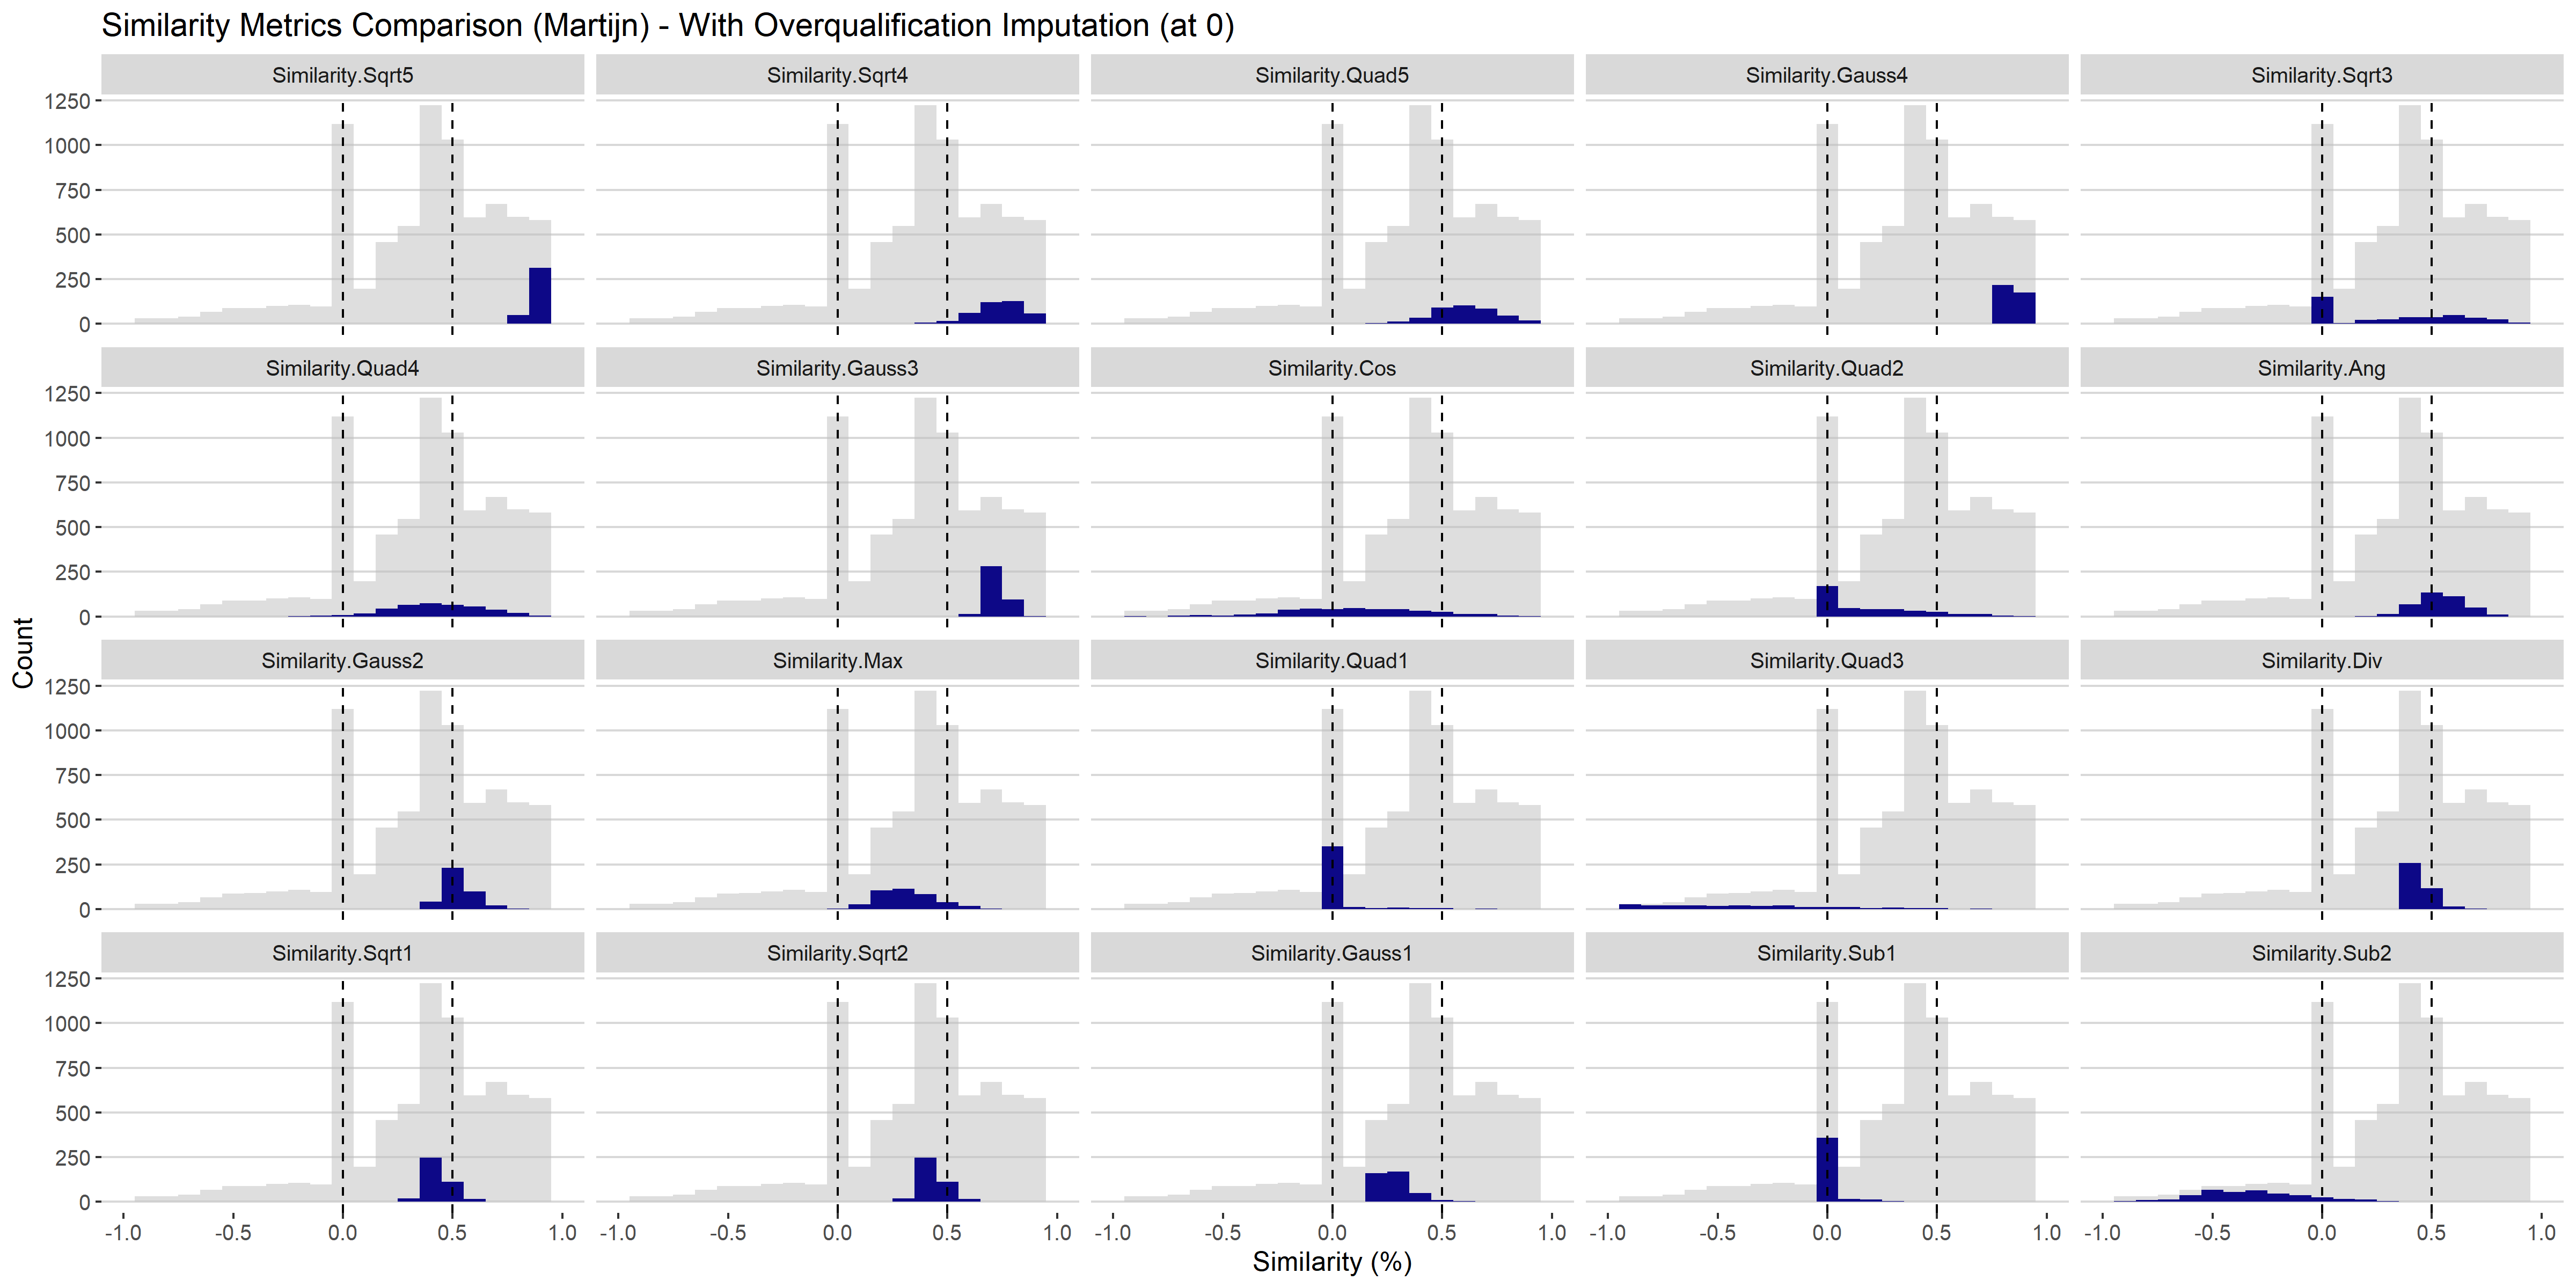 Similarity Metrics Comparison (Martijn) - With Overqualification Imputation (at 0)
Similarity.Sqrt5
Similarity.Sqrt4
Similarity.Quad5
Similarity.Gauss4
Similarity.Sqrt3
1250
1000
750
500
250
0
Similarity.Quad4
Similarity.Gauss3
Similarity.Cos
Similarity.Quad2
Similarity.Ang
1250
1000
750
500
250
0
Count
Similarity.Gauss2
Similarity.Max
Similarity.Quad1
Similarity.Quad3
Similarity.Div
1250
1000
750
500
250
0
Similarity.Sqrt1
Similarity.Sqrt2
Similarity.Gauss1
Similarity.Sub1
Similarity.Sub2
1250
1000
750
500
250
0
-1.0 -0.5 0.0 0.5 1.0
-1.0 -0.5 0.0 0.5 1.0
-1.0 -0.5 0.0 0.5 1.0
-1.0 -0.5 0.0 0.5 1.0
-1.0 -0.5 0.0 0.5 1.0
Similarity (%)